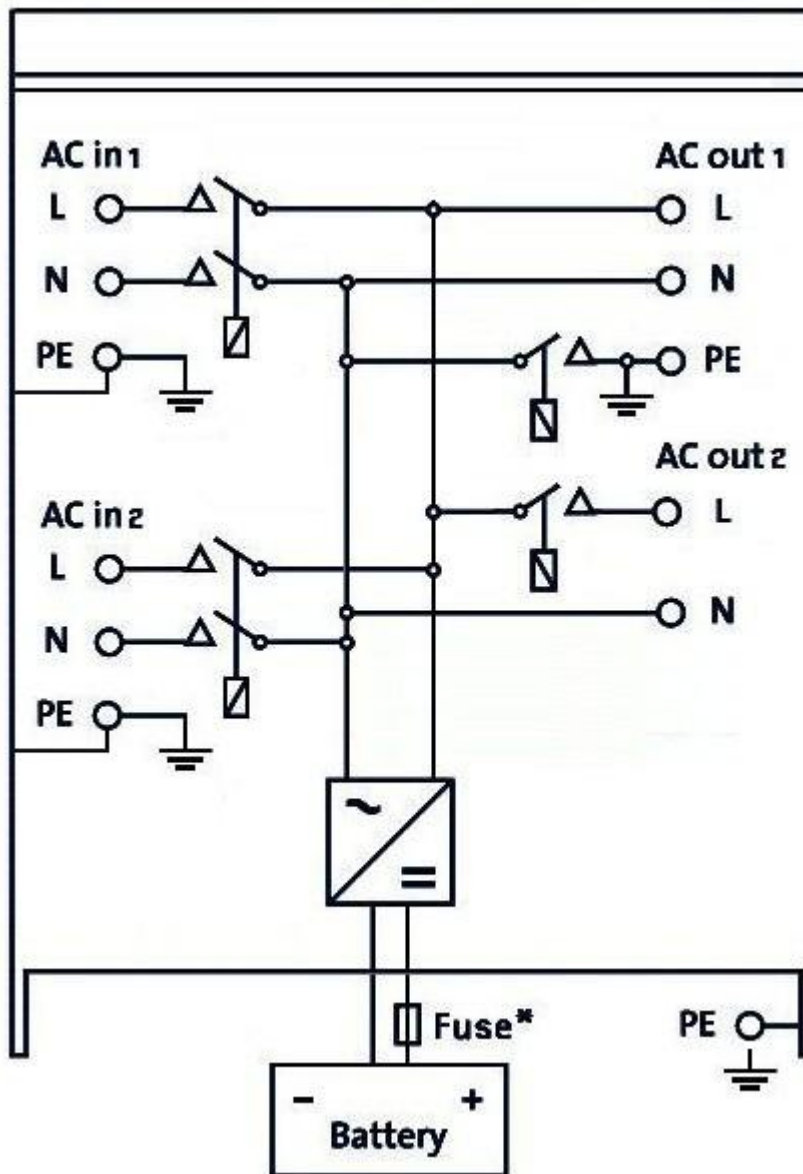 AC in 1
L
N
PE
AC out 1
L
N
PE
AC in 2
L
N
PE
AC out 2
L
N
Fuse*
PE
- +
Battery